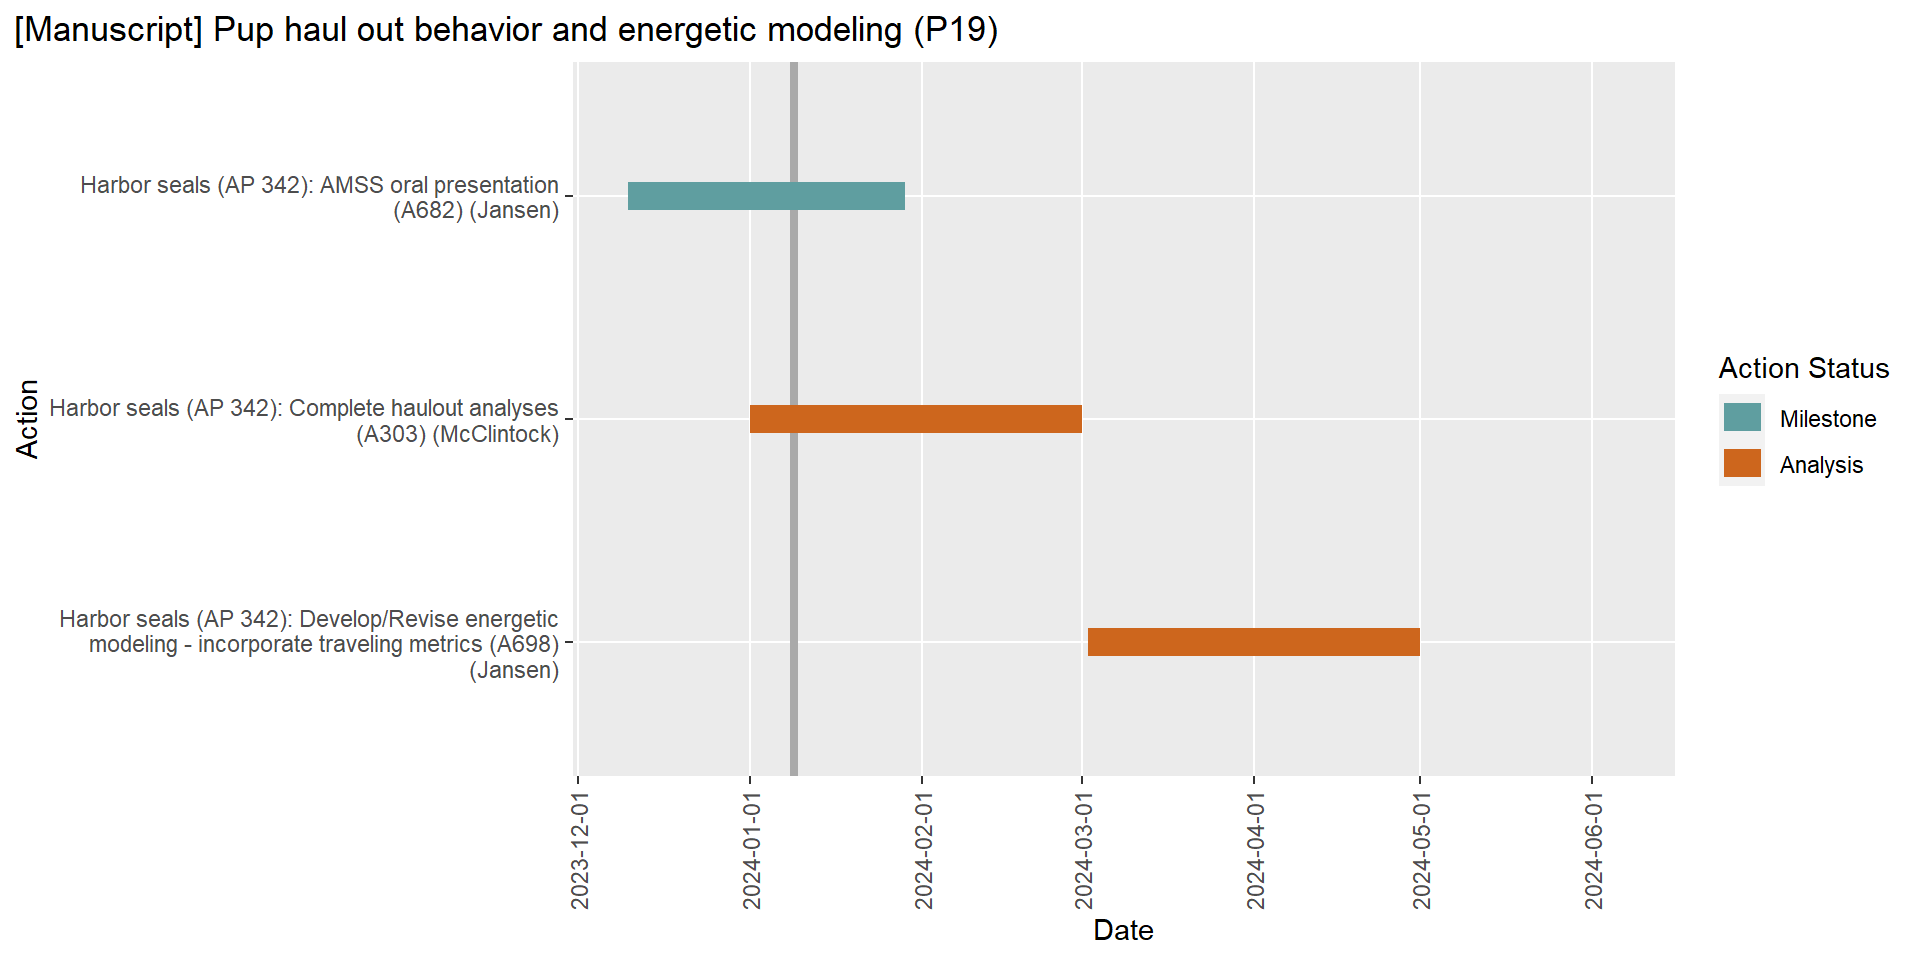 [Manuscript] Pup haul out behavior and energetic modeling (P19)
Harbor seals (AP 342): AMSS oral presentation
(A682) (Jansen)
Harbor seals (AP 342): Complete haulout analyses
(A303) (McClintock)
Harbor seals (AP 342): Develop/Revise energetic
modeling - incorporate traveling metrics (A698)
(Jansen)
Action
2023-12-01
2024-01-01
2024-02-01
2024-03-01
2024-04-01
2024-05-01
2024-06-01
Date
Action Status
Milestone
Analysis